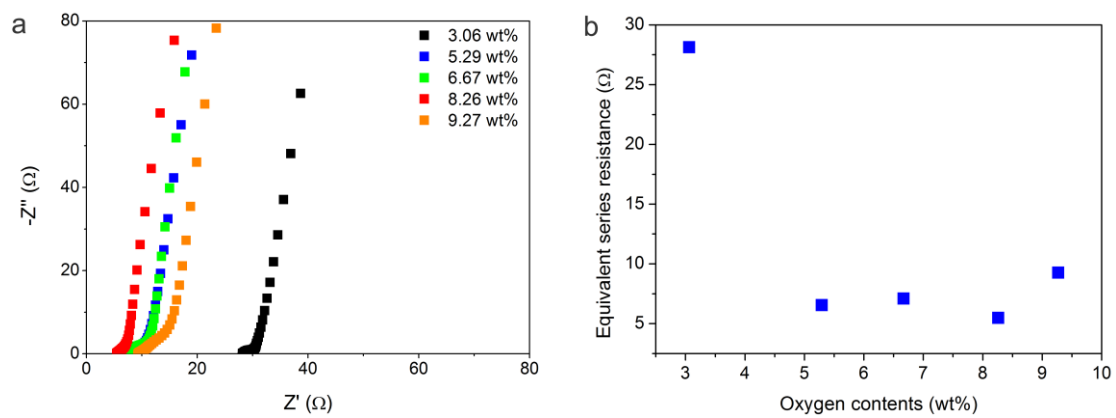 a
80
60
40
20
0
-Z" (Ω)
0 20 40 60 80
Z' (Ω)
3.06 wt%
5.29 wt%
6.67 wt%
8.26 wt%
9.27 wt%
b
30
25
20
15
10
5
Equivalent series resistance (Ω)
3 4 5 6 7 8 9 10
Oxygen contents (wt%)